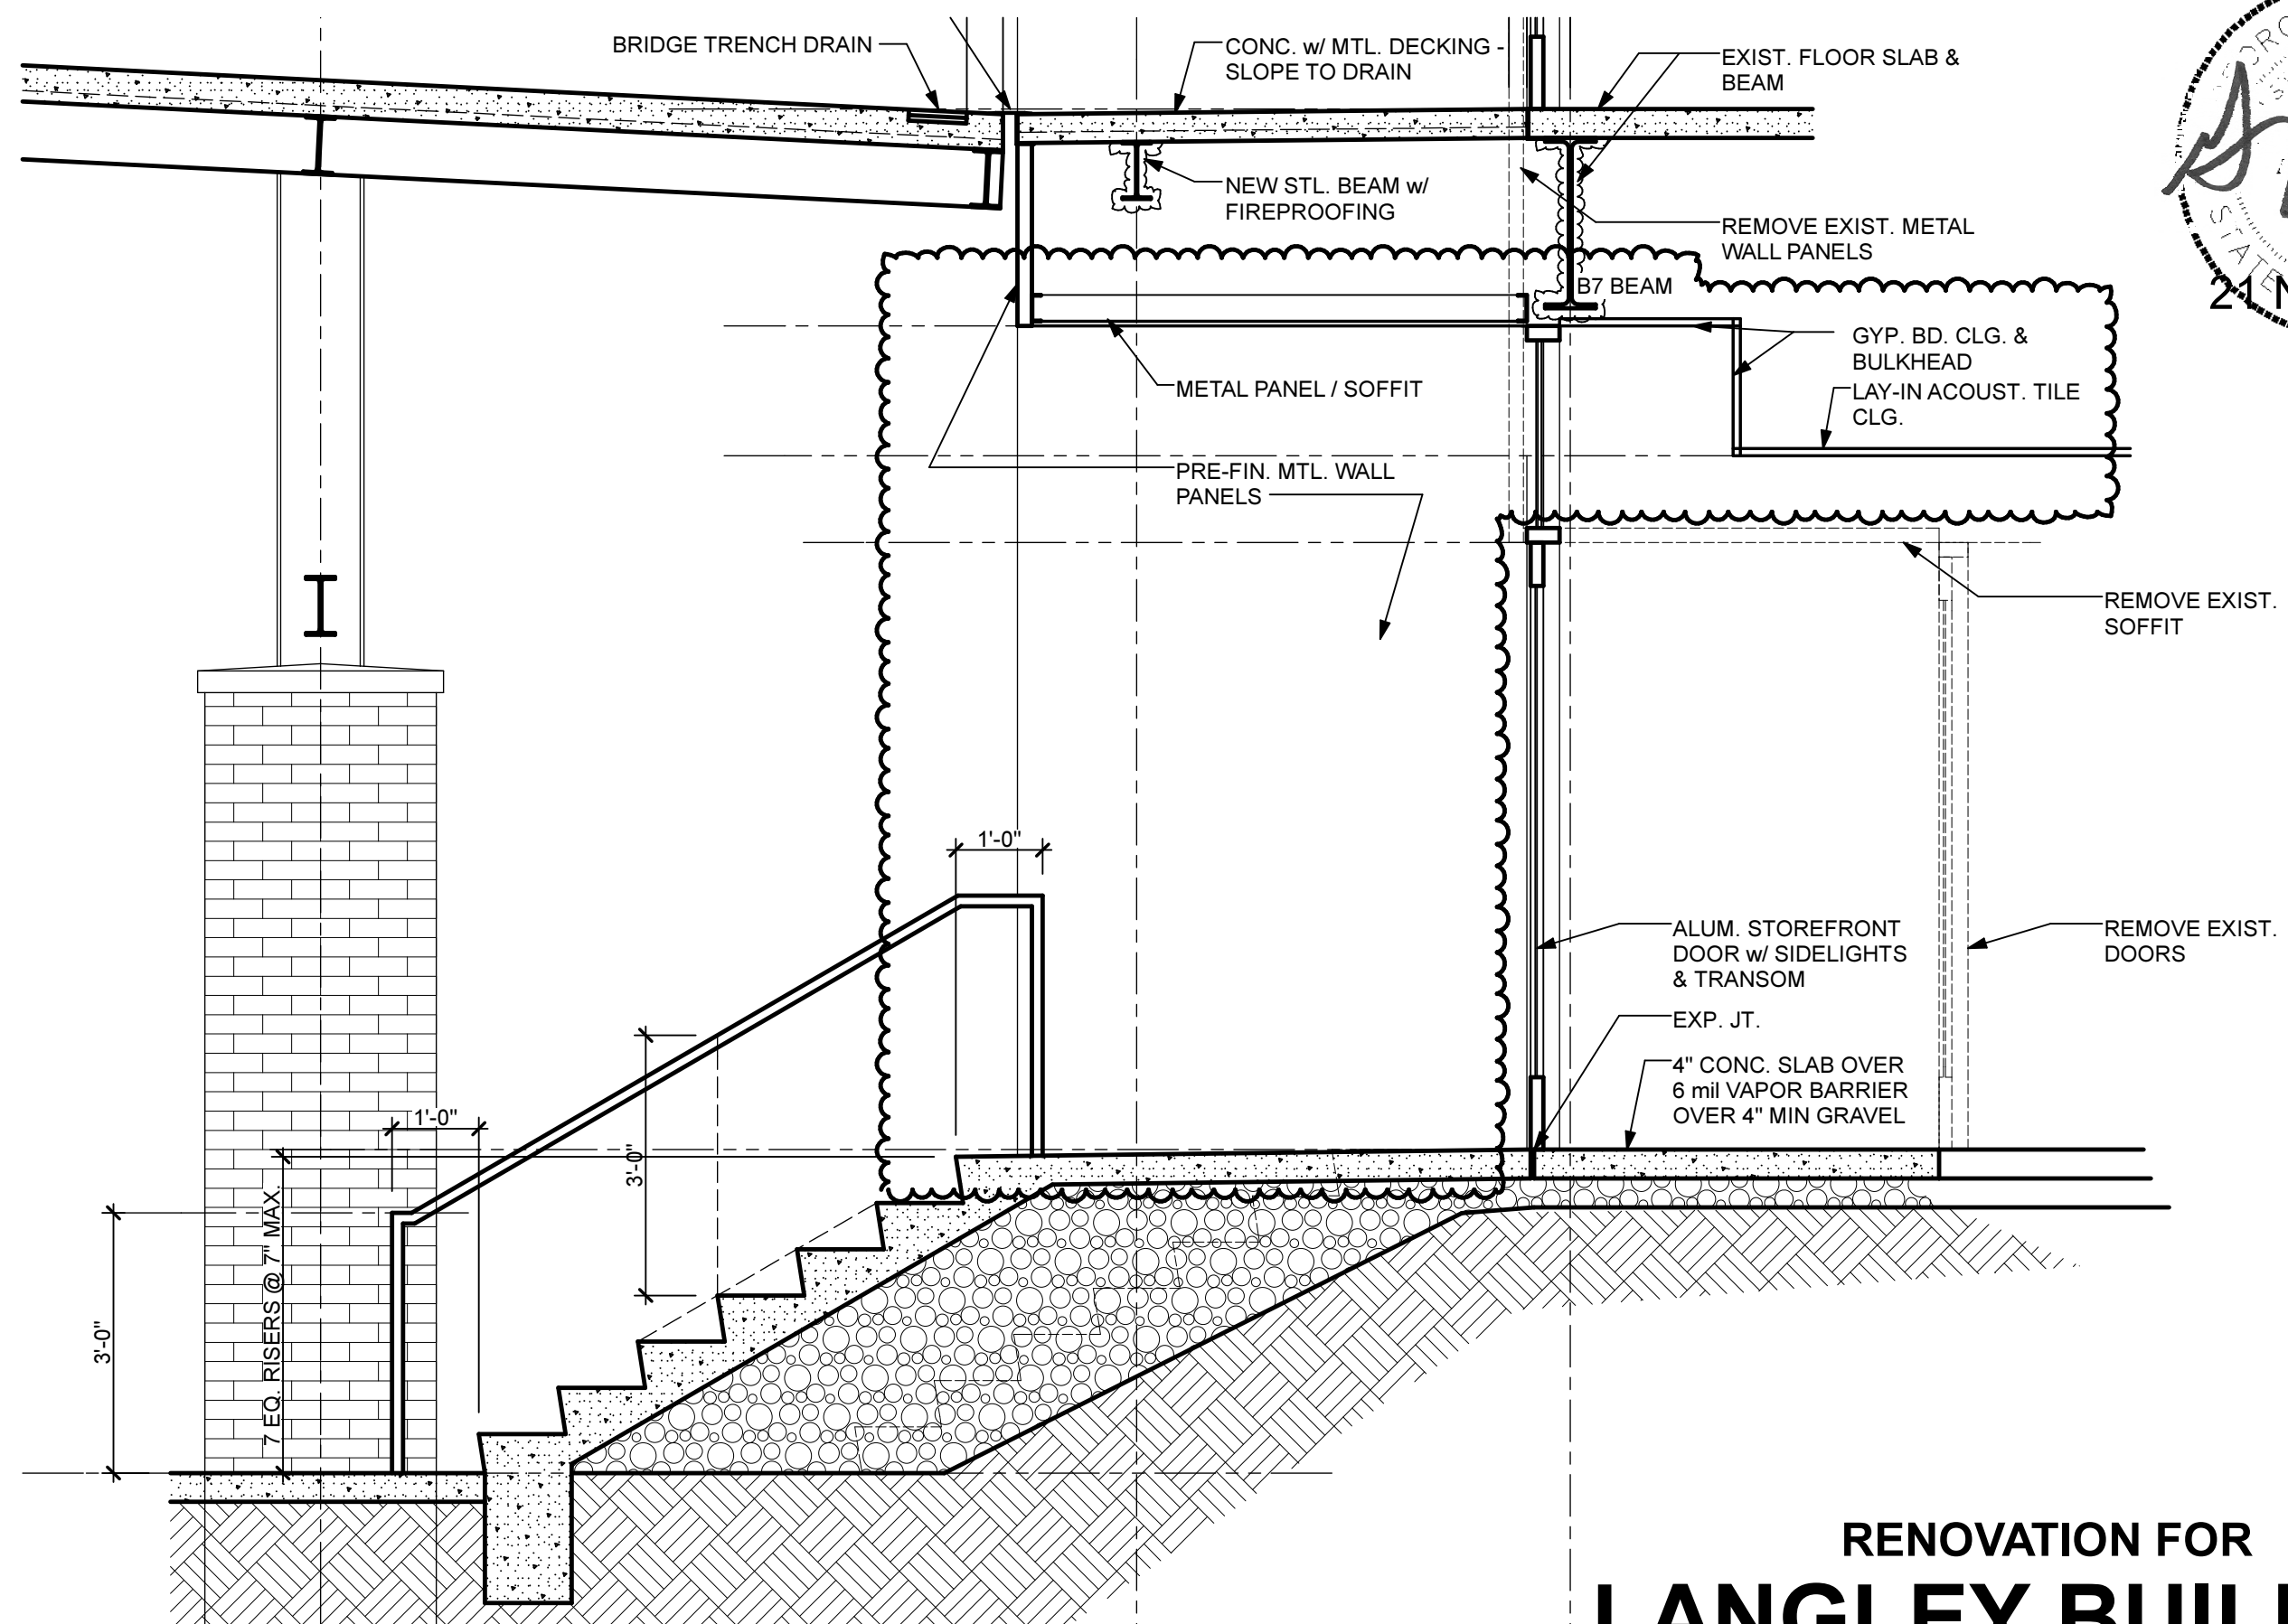 BRIDGE TRENCH DRAIN
CONC. w/ MTL. DECKING -
SLOPE TO DRAIN
EXIST. FLOOR SLAB &
BEAM
NEW STL. BEAM w/
FIREPROOFING
REMOVE EXIST. METAL
WALL PANELS
B7 BEAM
STATE
21 N
GYP. BD. CLG. &
BULKHEAD
METAL PANEL / SOFFIT
LAY-IN ACOUST. TILE
CLG.
PRE-FIN. MTL. WALL
PANELS
REMOVE EXIST.
SOFFIT
1'-0"
ALUM. STOREFRONT
DOOR w/ SIDELIGHTS
& TRANSOM
REMOVE EXIST.
DOORS
EXP. JT.
4" CONC. SLAB OVER
6 mil VAPOR BARRIER
OVER 4" MIN GRAVEL
1'-0"
3'-0"
7 EQ. RISERS @ 7" MAX.
3'-0"
RENOVATION FOR
LANGLEY BUIL